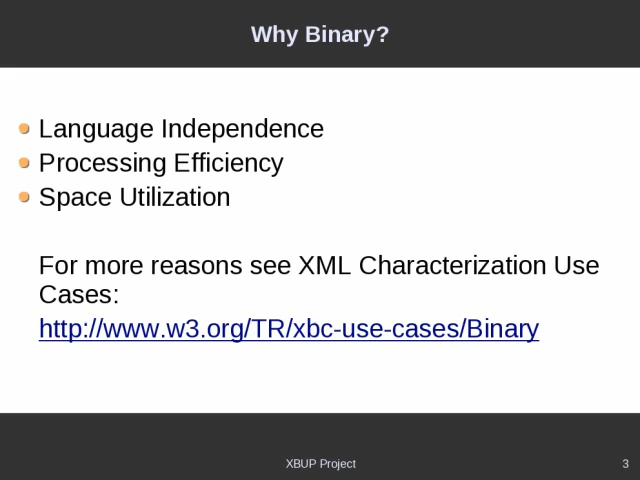 Why Binary?
Language Independence
Processing Efficiency
Space Utilization
For more reasons see XML Characterization Use
Cases:
http://www.w3.org/TR/xbc-use-cases/Binary
XBUP Project
3